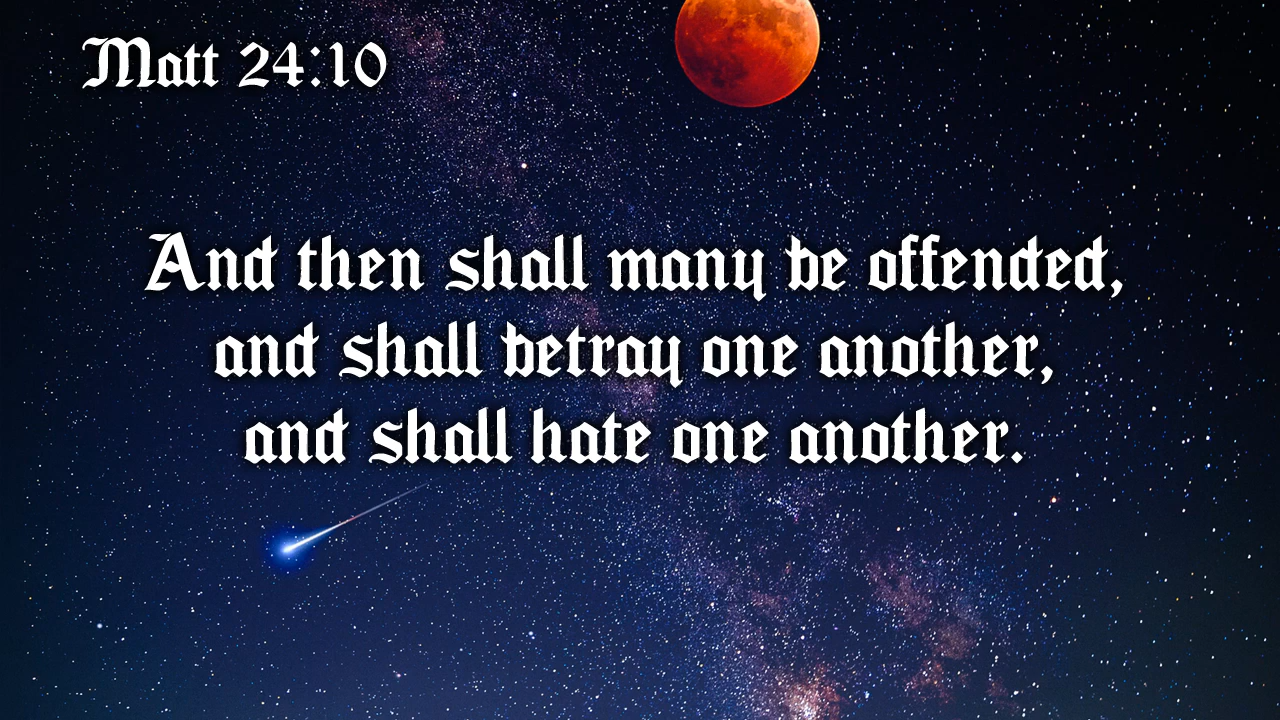 Matt 24:10
And then shall many be offended,
and shall betray one another,
and shall hate one another.